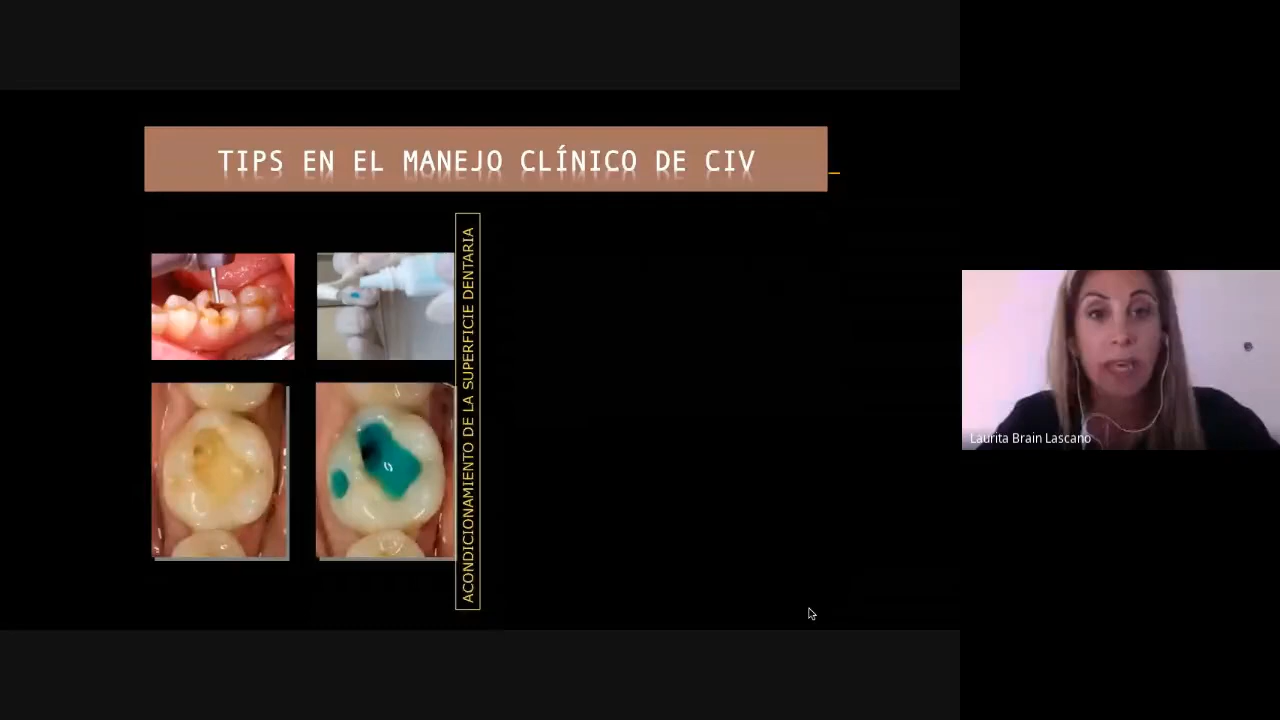 TIPS EN EL MANEJO CLÍNICO DE CIV
ACONDICIONAMIENTO DE LA SUPERFICIE DENTARIA
Laurita Brain Lascano